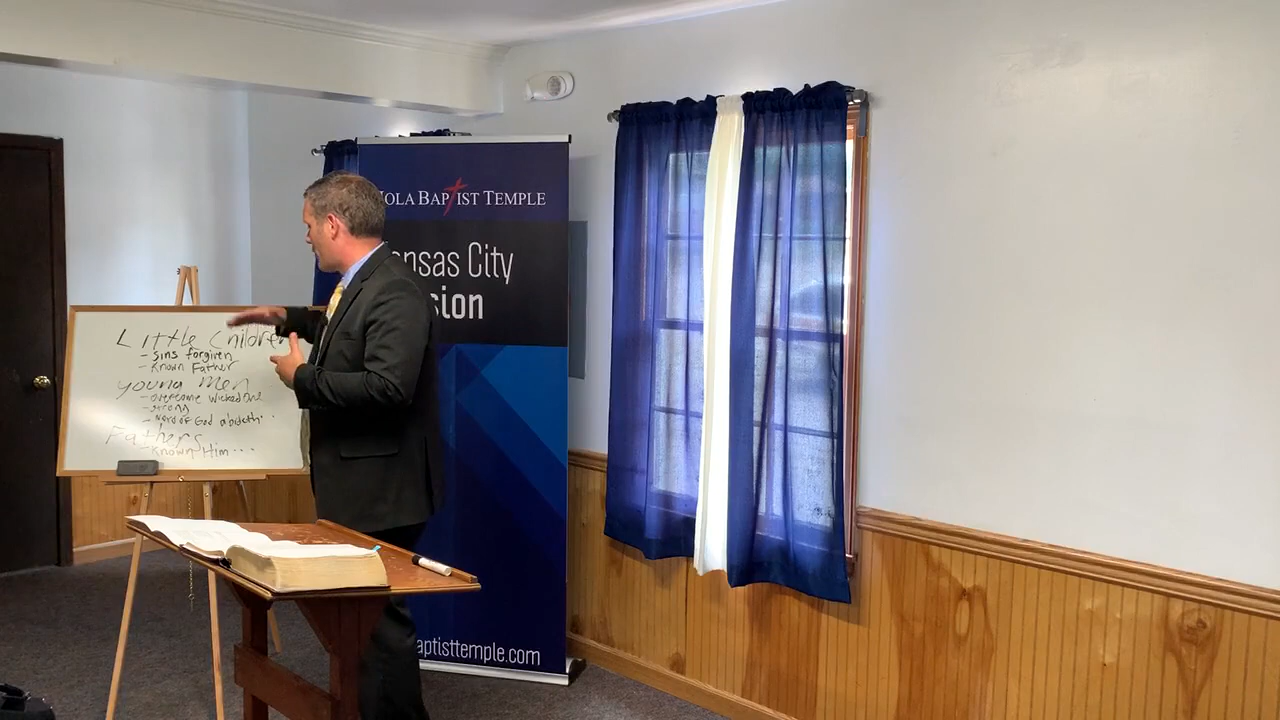 Little Children
- Sins forgiven
- Known Father
Young Men
- overcome Wicked One
- strong
- Word of God abideth...
Fathers
- Known Him...
IOLA BAPTIST TEMPLE
ansas City
sion
aptisttemple.com